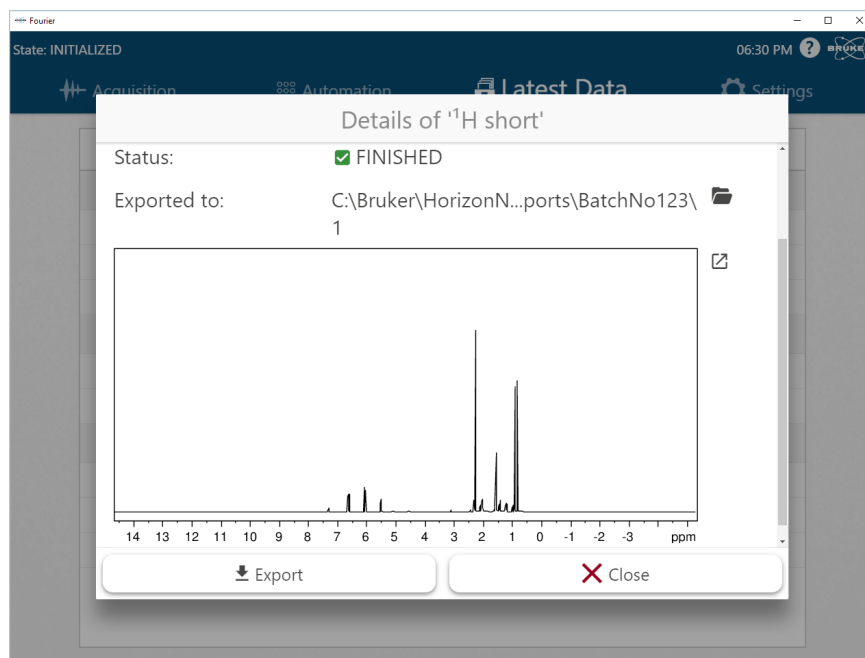 Fourier
State: INITIALIZED
06:30 PM ? BRUKER
Acquisition Automation Latest Data Settings
Details of '¹H short'
Status: FINISHED
Exported to: C:\Bruker\HorizonN...ports\BatchNo123\
1
14 13 12 11 10 9 8 7 6 5 4 3 2 1 0 -1 -2 -3 ppm
Export Close